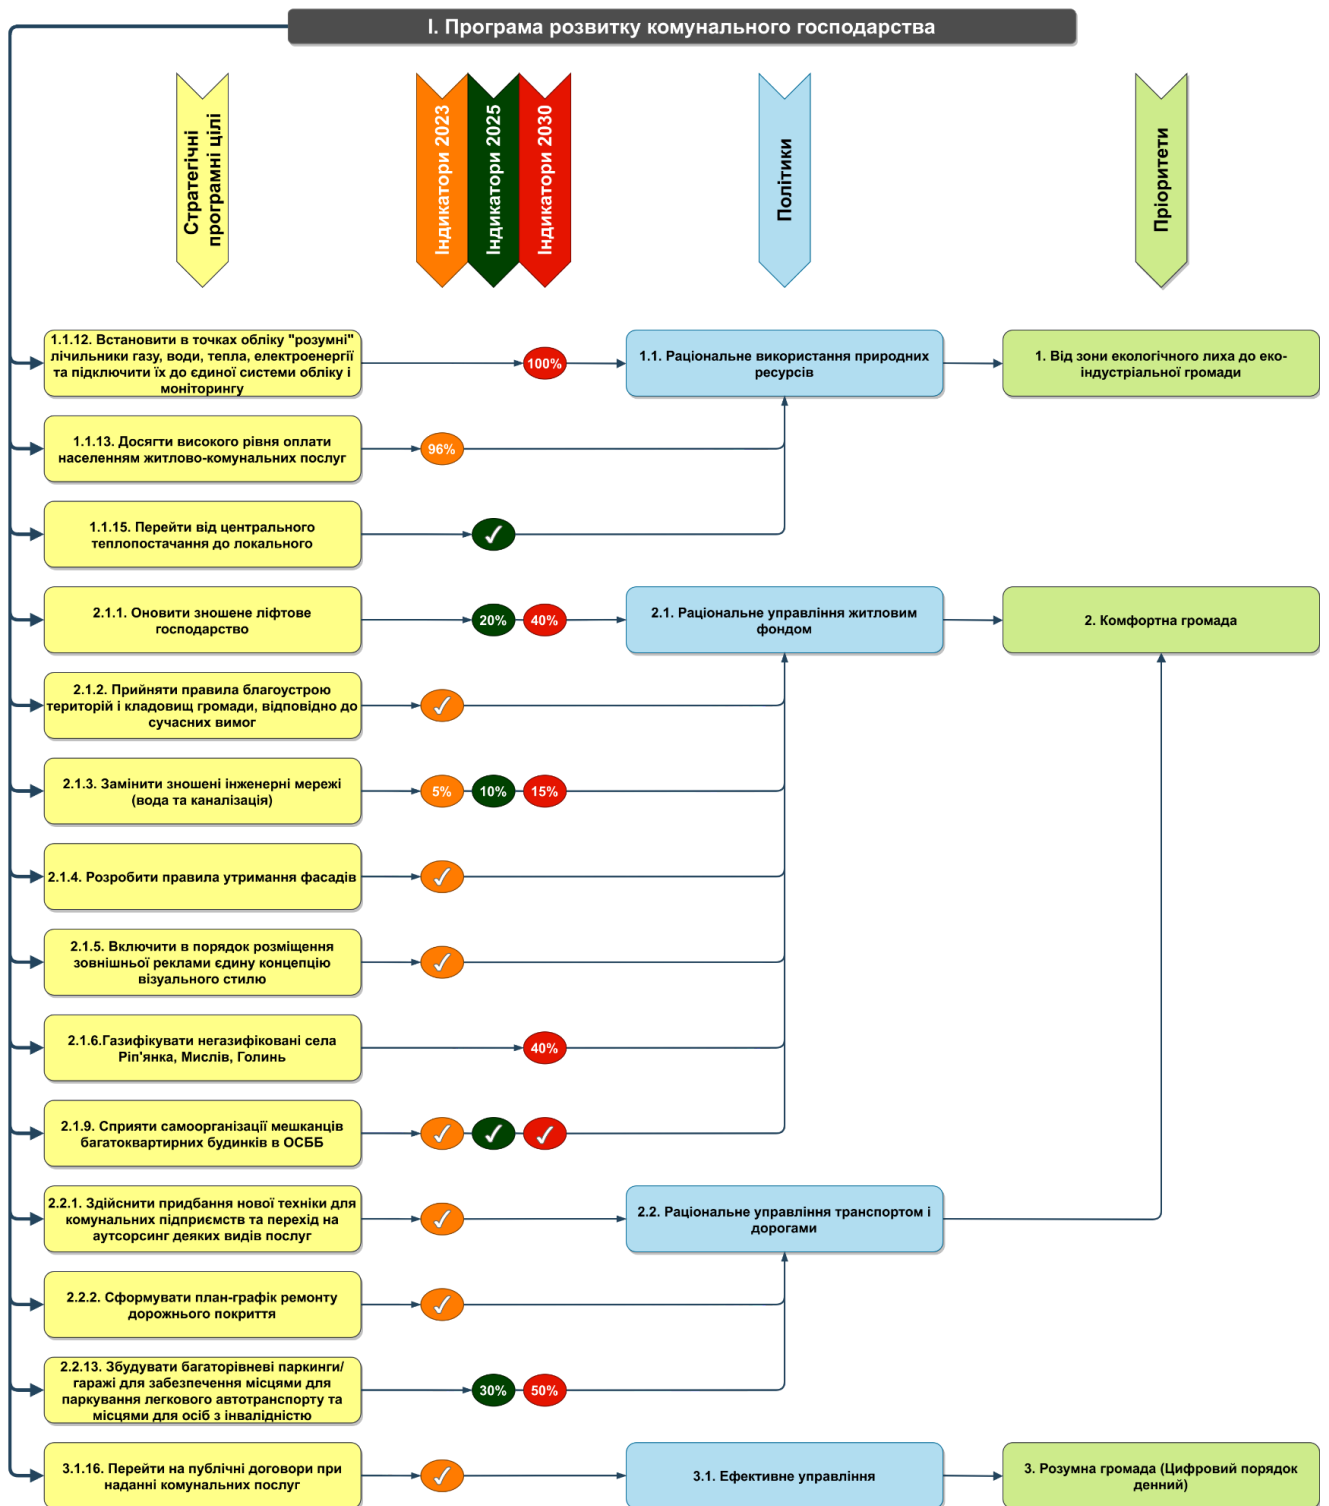 І. Програма розвитку комунального господарства
Стратегічні
програмні цілі
Індикатори 2023
Індикатори 2025
Індикатори 2030
Політики
Пріоритети
1.1.12. Встановити в точках обліку "розумні"
лічильники газу, води, тепла, електроенергії
та підключити їх до єдиної системи обліку і
моніторингу
100%
1.1. Раціональне використання природних
ресурсів
1. Від зони екологічного лиха до еко-
індустріальної громади
1.1.13. Досягти високого рівня оплати
населенням житлово-комунальних послуг
96%
1.1.15. Перейти від центрального
теплопостачання до локального
2.1.1. Оновити зношене ліфтове
господарство
20%
40%
2.1. Раціональне управління житловим
фондом
2. Комфортна громада
2.1.2. Прийняти правила благоустрою
територій і кладовищ громади, відповідно до
сучасних вимог
2.1.3. Замінити зношені інженерні мережі
(вода та каналізація)
5%
10%
15%
2.1.4. Розробити правила утримання фасадів
2.1.5. Включити в порядок розміщення
зовнішньої реклами єдину концепцію
візуального стилю
2.1.6.Газифікувати негазифіковані села
Ріп'янка, Мислів, Голинь
40%
2.1.9. Сприяти самоорганізації мешканців
багатоквартирних будинків в ОСББ
2.2.1. Здійснити придбання нової техніки для
комунальних підприємств та перехід на
аутсорсинг деяких видів послуг
2.2. Раціональне управління транспортом і
дорогами
2.2.2. Сформувати план-графік ремонту
дорожнього покриття
2.2.13. Збудувати багаторівневі паркинги/
гаражі для забезпечення місцями для
паркування легкового автотранспорту та
місцями для осіб з інвалідністю
30%
50%
3.1.16. Перейти на публічні договори при
наданні комунальних послуг
3.1. Ефективне управління
3. Розумна громада (Цифровий порядок
денний)